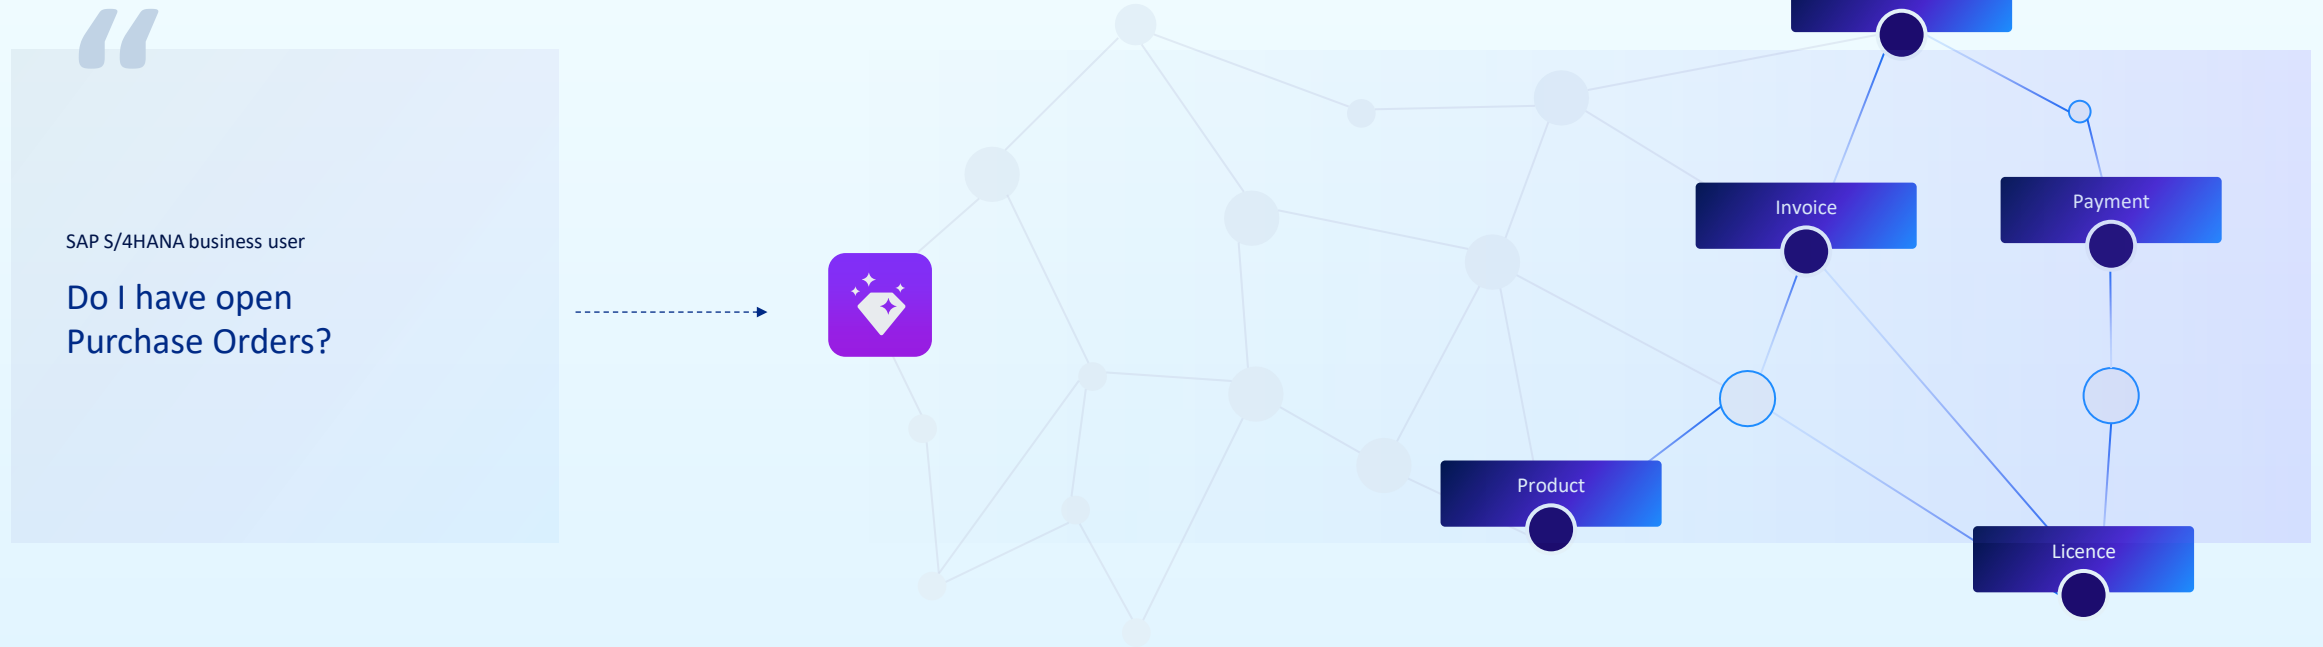 “
SAP S/4HANA business user
Do I have open
Purchase Orders?
Invoice
Payment
Product
Licence